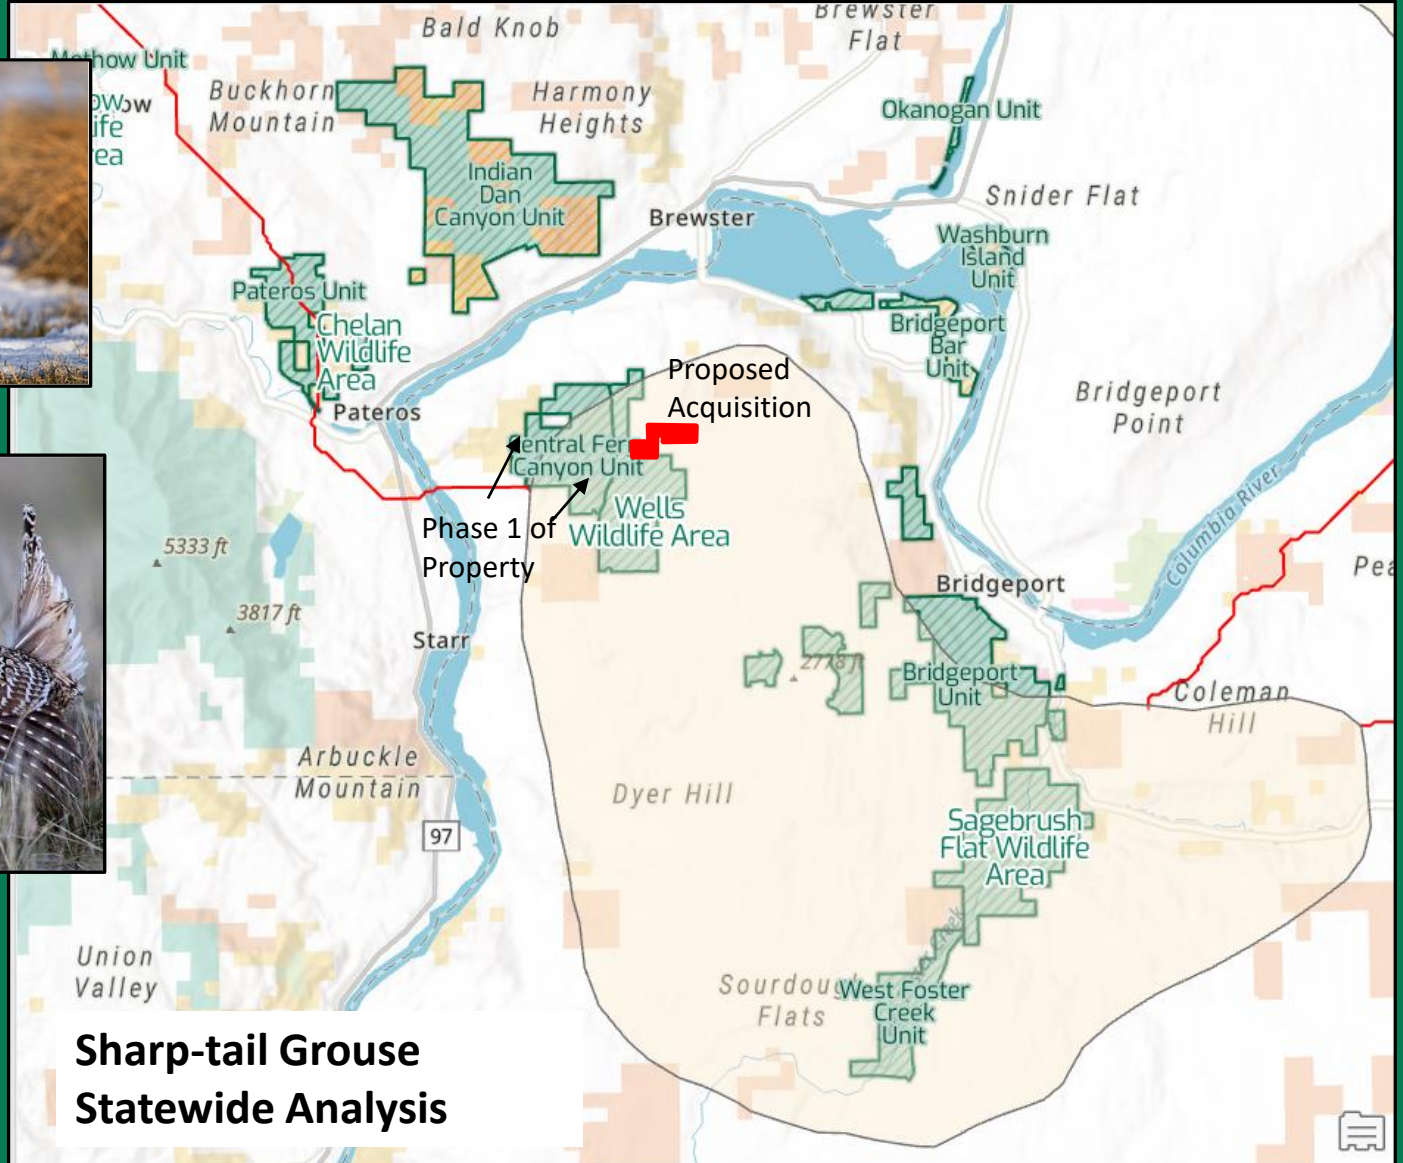 Bald Knob
Brewster
Flat
Methow Unit
Buckhorn
Mountain
Harmony
Heights
Okanogan Unit
Indian
Dan
Canyon Unit
Snider Flat
Brewster
Washburn
Island
Unit
Pateros Unit
Chelan
Wildlife
Area
Bridgeport
Bar
Unit
Proposed
Acquisition
Pateros
Bridgeport
Point
Canyon Unit
Wells
Wildlife Area
Phase 1 of
Property
5333 ft
Columbia River
3817 ft
Bridgeport
Starr
2778 ft
Bridgeport
Unit
Coleman
Hill
Arbuckle
Mountain
Dyer Hill
97
Sagebrush
Flat Wildlife
Area
Union
Valley
Flats
West Foster
Creek
Unit
Sharp-tail Grouse
Statewide Analysis